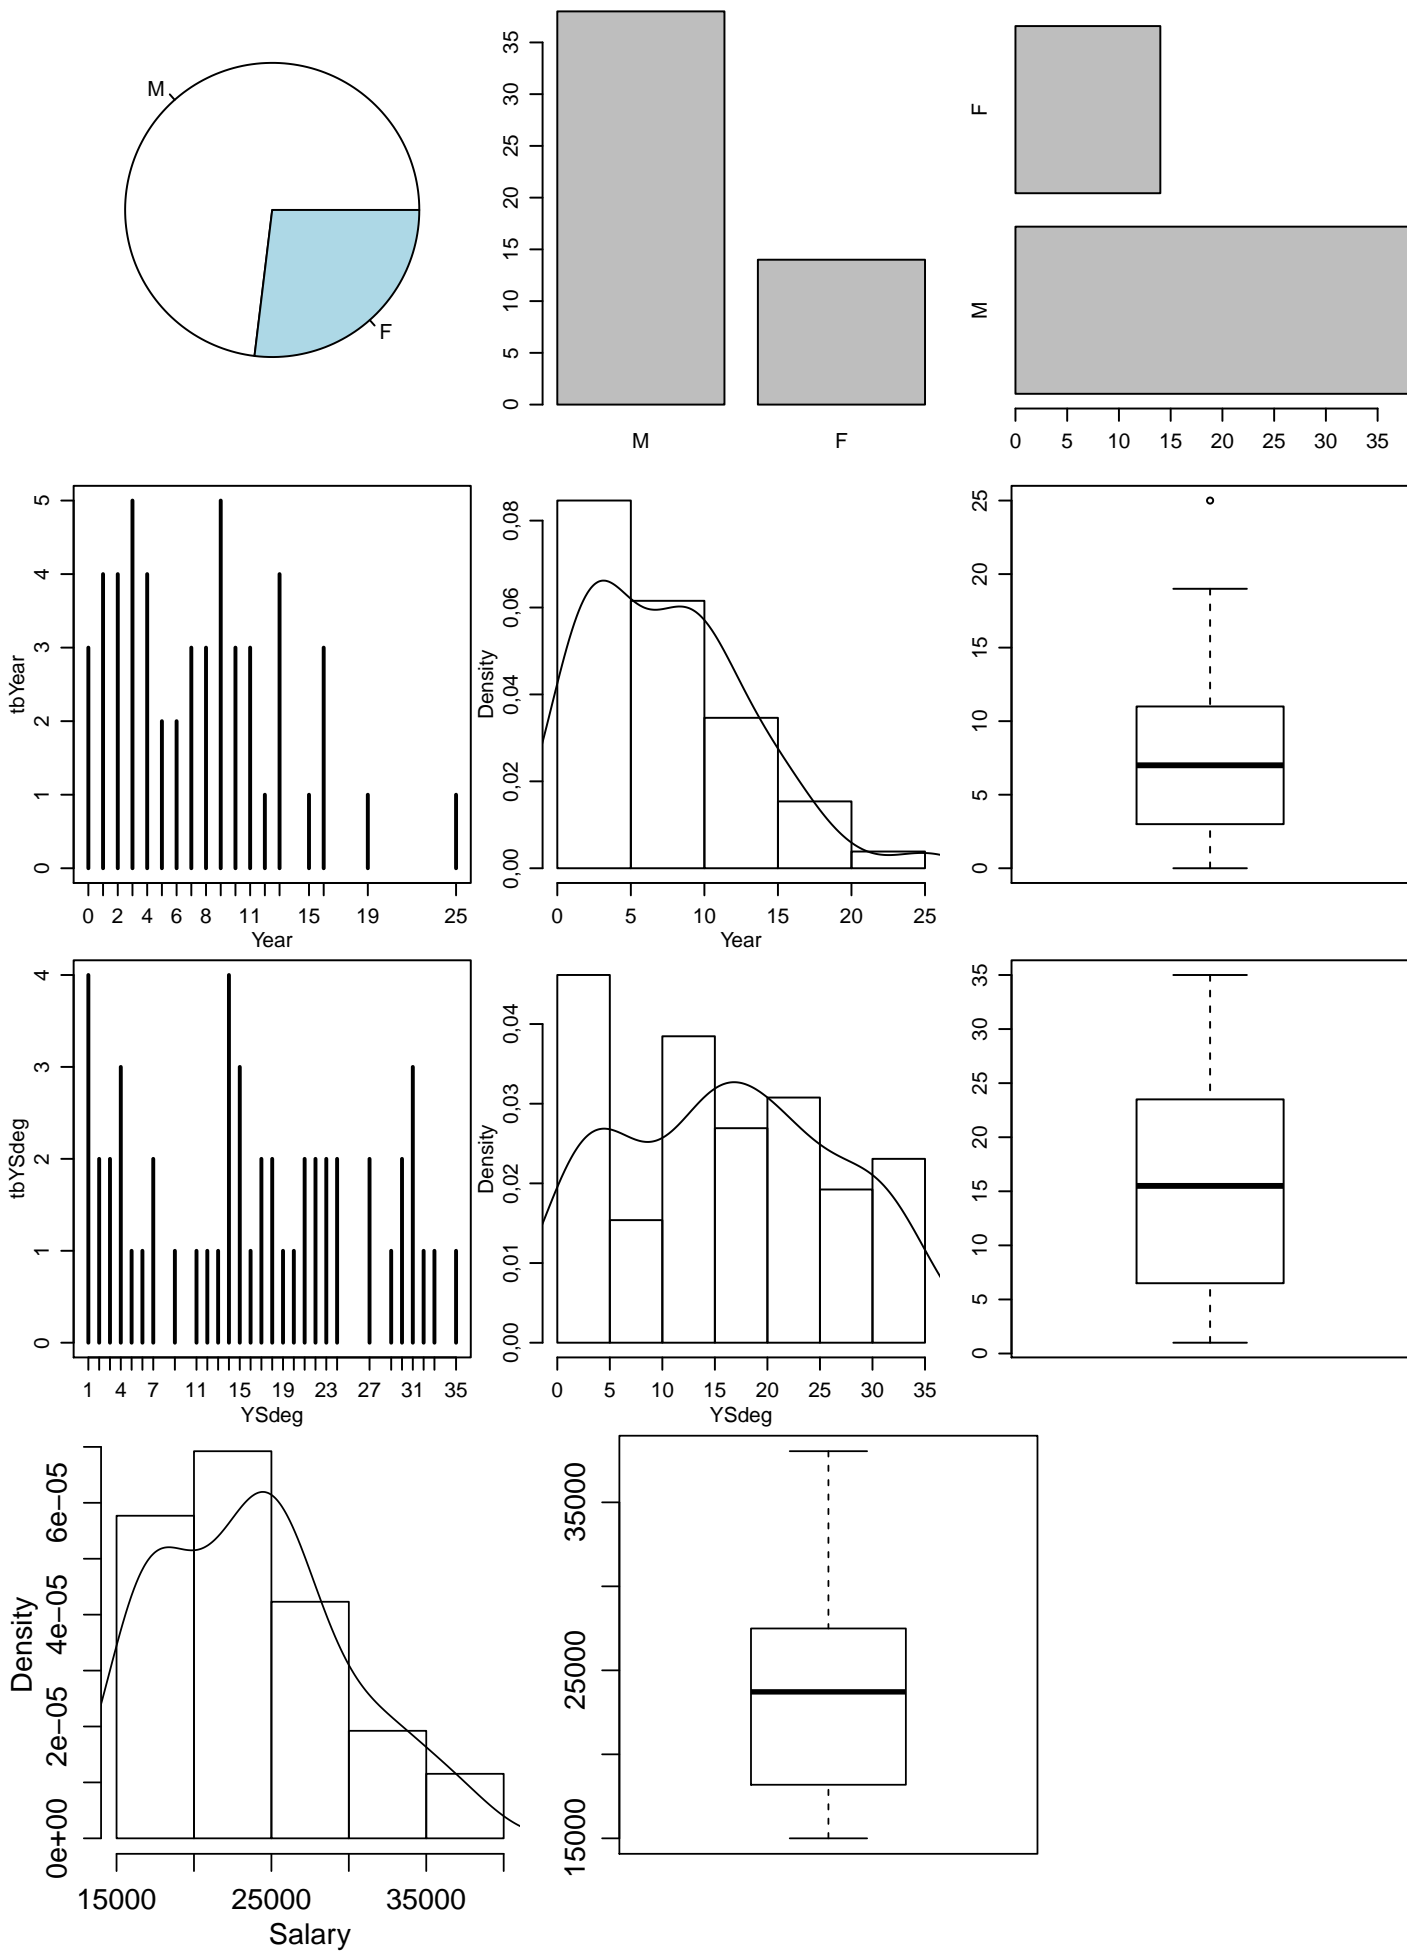 M
F
0 5 10 15 20 25 30 35
M F
F
M
0 5 10 15 20 25 30 35
tbYear
0 1 2 3 4 5
0 2 4 6 8 11 15 19 25
Year
Density
0,00 0,02 0,04 0,06 0,08
0 5 10 15 20 25
Year
0 5 10 15 20 25
tbYSdeg
0 1 2 3 4
1 4 7 11 15 19 23 27 31 35
YSdeg
Density
0,00 0,01 0,02 0,03 0,04
0 5 10 15 20 25 30 35
YSdeg
0 5 10 15 20 25 30 35
Density
0e+00 2e−05 4e−05 6e−05
15000 25000 35000
Salary
15000 25000 35000